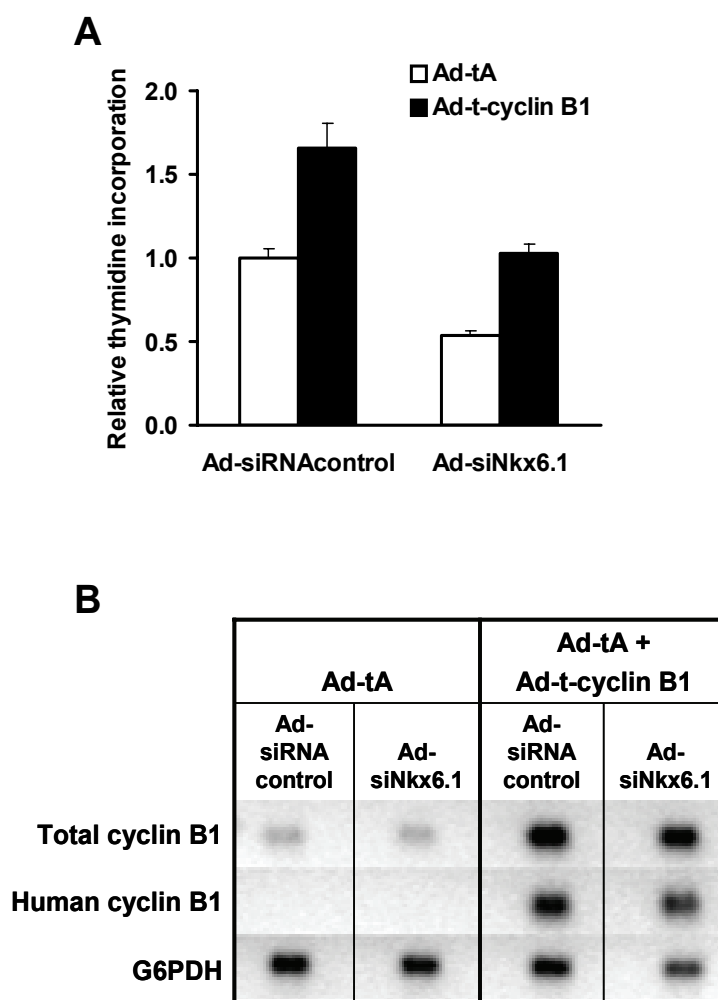 A
Ad-tA
Ad-t-cyclin B1
Relative thymidine incorporation
2.0
1.5
1.0
0.5
0.0
Ad-siRNAcontrol
Ad-siNkx6.1
B
Ad-tA
Ad-tA +
Ad-t-cyclin B1
Ad-
siRNA
control
Ad-
siNkx6.1
Ad-
siRNA
control
Ad-
siNkx6.1
Total cyclin B1
Human cyclin B1
G6PDH